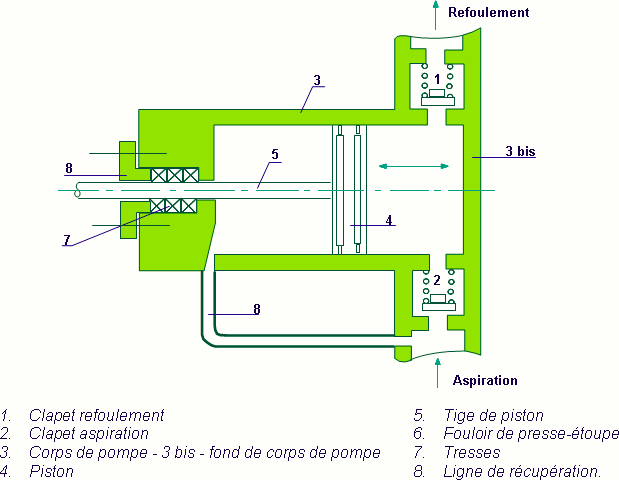 Refoulement
1
3
3 bis
5
8
4
7
2
8
Aspiration
1. Clapet refoulement
2. Clapet aspiration
3. Corps de pompe - 3 bis - fond de corps de pompe
4. Piston
5. Tige de piston
6. Fouloir de presse-étoupe
7. Tresses
8. Ligne de récupération.